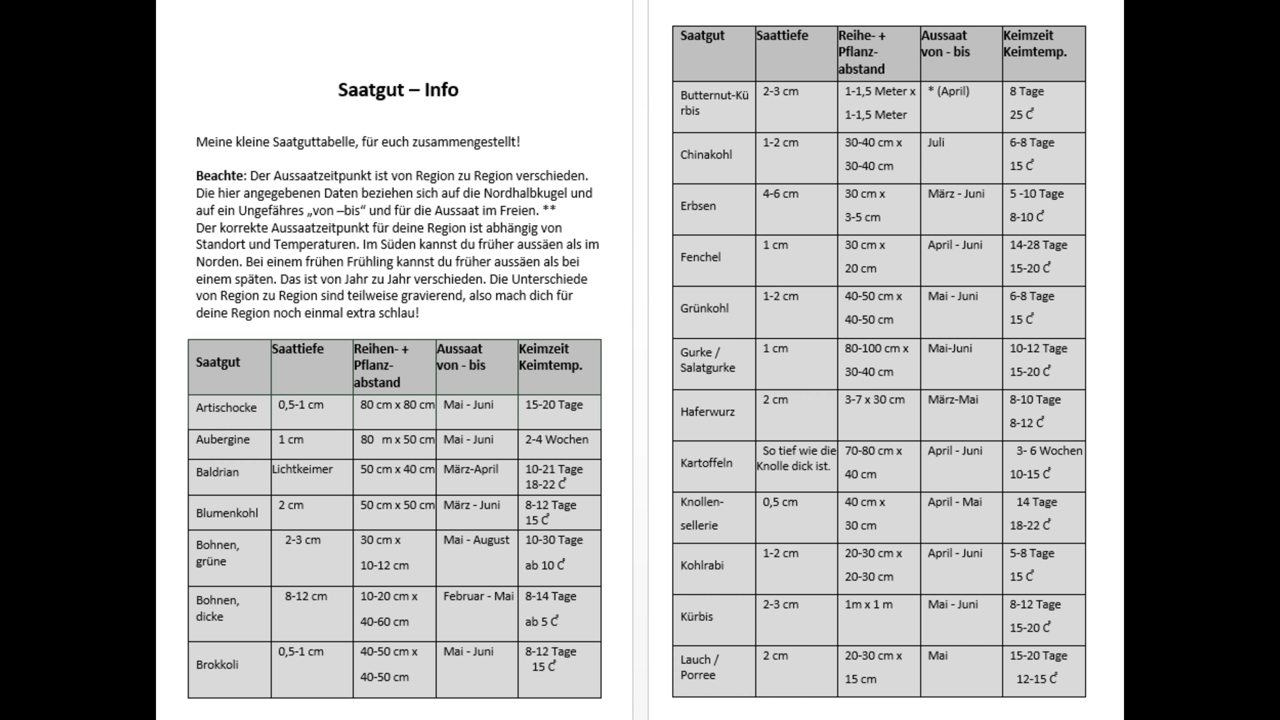 Saatgut – Info
Meine kleine Saatguttabelle, für euch zusammengestellt!
Beachte: Der Aussaatzeitpunkt ist von Region zu Region verschieden.
Die hier angegebenen Daten beziehen sich auf die Nordhalbkugel und
auf ein Ungefähres „von –bis“ und für die Aussaat im Freien. **
Der korrekte Aussaatzeitpunkt für deine Region ist abhängig von
Standort und Temperaturen. Im Süden kannst du früher aussäen als im
Norden. Bei einem frühen Frühling kannst du früher aussäen als bei
einem späten. Das ist von Jahr zu Jahr verschieden. Die Unterschiede
von Region zu Region sind teilweise gravierend, also mach dich für
deine Region noch einmal extra schlau!
Saatgut Saattiefe Reihen- + Aussaat Keimzeit
Pflanz- von - bis Keimtemp.
abstand
Artischocke 0,5-1 cm 80 cm x 80 cm Mai - Juni 15-20 Tage
Aubergine 1 cm 80 m x 50 cm Mai - Juni 2-4 Wochen
Baldrian Lichtkeimer 50 cm x 40 cm März-April 10-21 Tage
18-22 C°
Blumenkohl 2 cm 50 cm x 50 cm März - Juni 8-12 Tage
15 C°
Bohnen, 2-3 cm 30 cm x Mai - August 10-30 Tage
grüne 10-12 cm ab 10 C°
Bohnen, 8-12 cm 10-20 cm x Februar - Mai 8-14 Tage
dicke 40-60 cm ab 5 C°
Brokkoli 0,5-1 cm 40-50 cm x Mai - Juni 8-12 Tage
40-50 cm 15 C°
Saatgut Saattiefe Reihe- + Aussaat Keimzeit
Pflanz- von - bis Keimtemp.
abstand
Butternut-Kü 2-3 cm 1-1,5 Meter x * (April) 8 Tage
rbis 1-1,5 Meter 25 C°
Chinakohl 1-2 cm 30-40 cm x Juli 6-8 Tage
30-40 cm 15 C°
Erbsen 4-6 cm 30 cm x März - Juni 5 -10 Tage
3-5 cm 8-10 C°
Fenchel 1 cm 30 cm x April - Juni 14-28 Tage
20 cm 15-20 C°
Grünkohl 1-2 cm 40-50 cm x Mai - Juni 6-8 Tage
40-50 cm 15 C°
Gurke / 1 cm 80-100 cm x Mai-Juni 10-12 Tage
Salatgurke 30-40 cm 15-20 C°
Haferwurz 2 cm 3-7 x 30 cm März-Mai 8-10 Tage
8-12 C°
Kartoffeln So tief wie die 70-80 cm x April - Juni 3- 6 Wochen
Knolle dick ist. 40 cm 10-15 C°
Knollen- 0,5 cm 40 cm x April - Mai 14 Tage
sellerie 30 cm 18-22 C°
Kohlrabi 1-2 cm 20-30 cm x April - Juni 5-8 Tage
20-30 cm 15 C°
Kürbis 2-3 cm 1m x 1 m Mai - Juni 8-12 Tage
15-20 C°
Lauch / 2 cm 20-30 cm x Mai 15-20 Tage
Porree 15 cm 12-15 C°